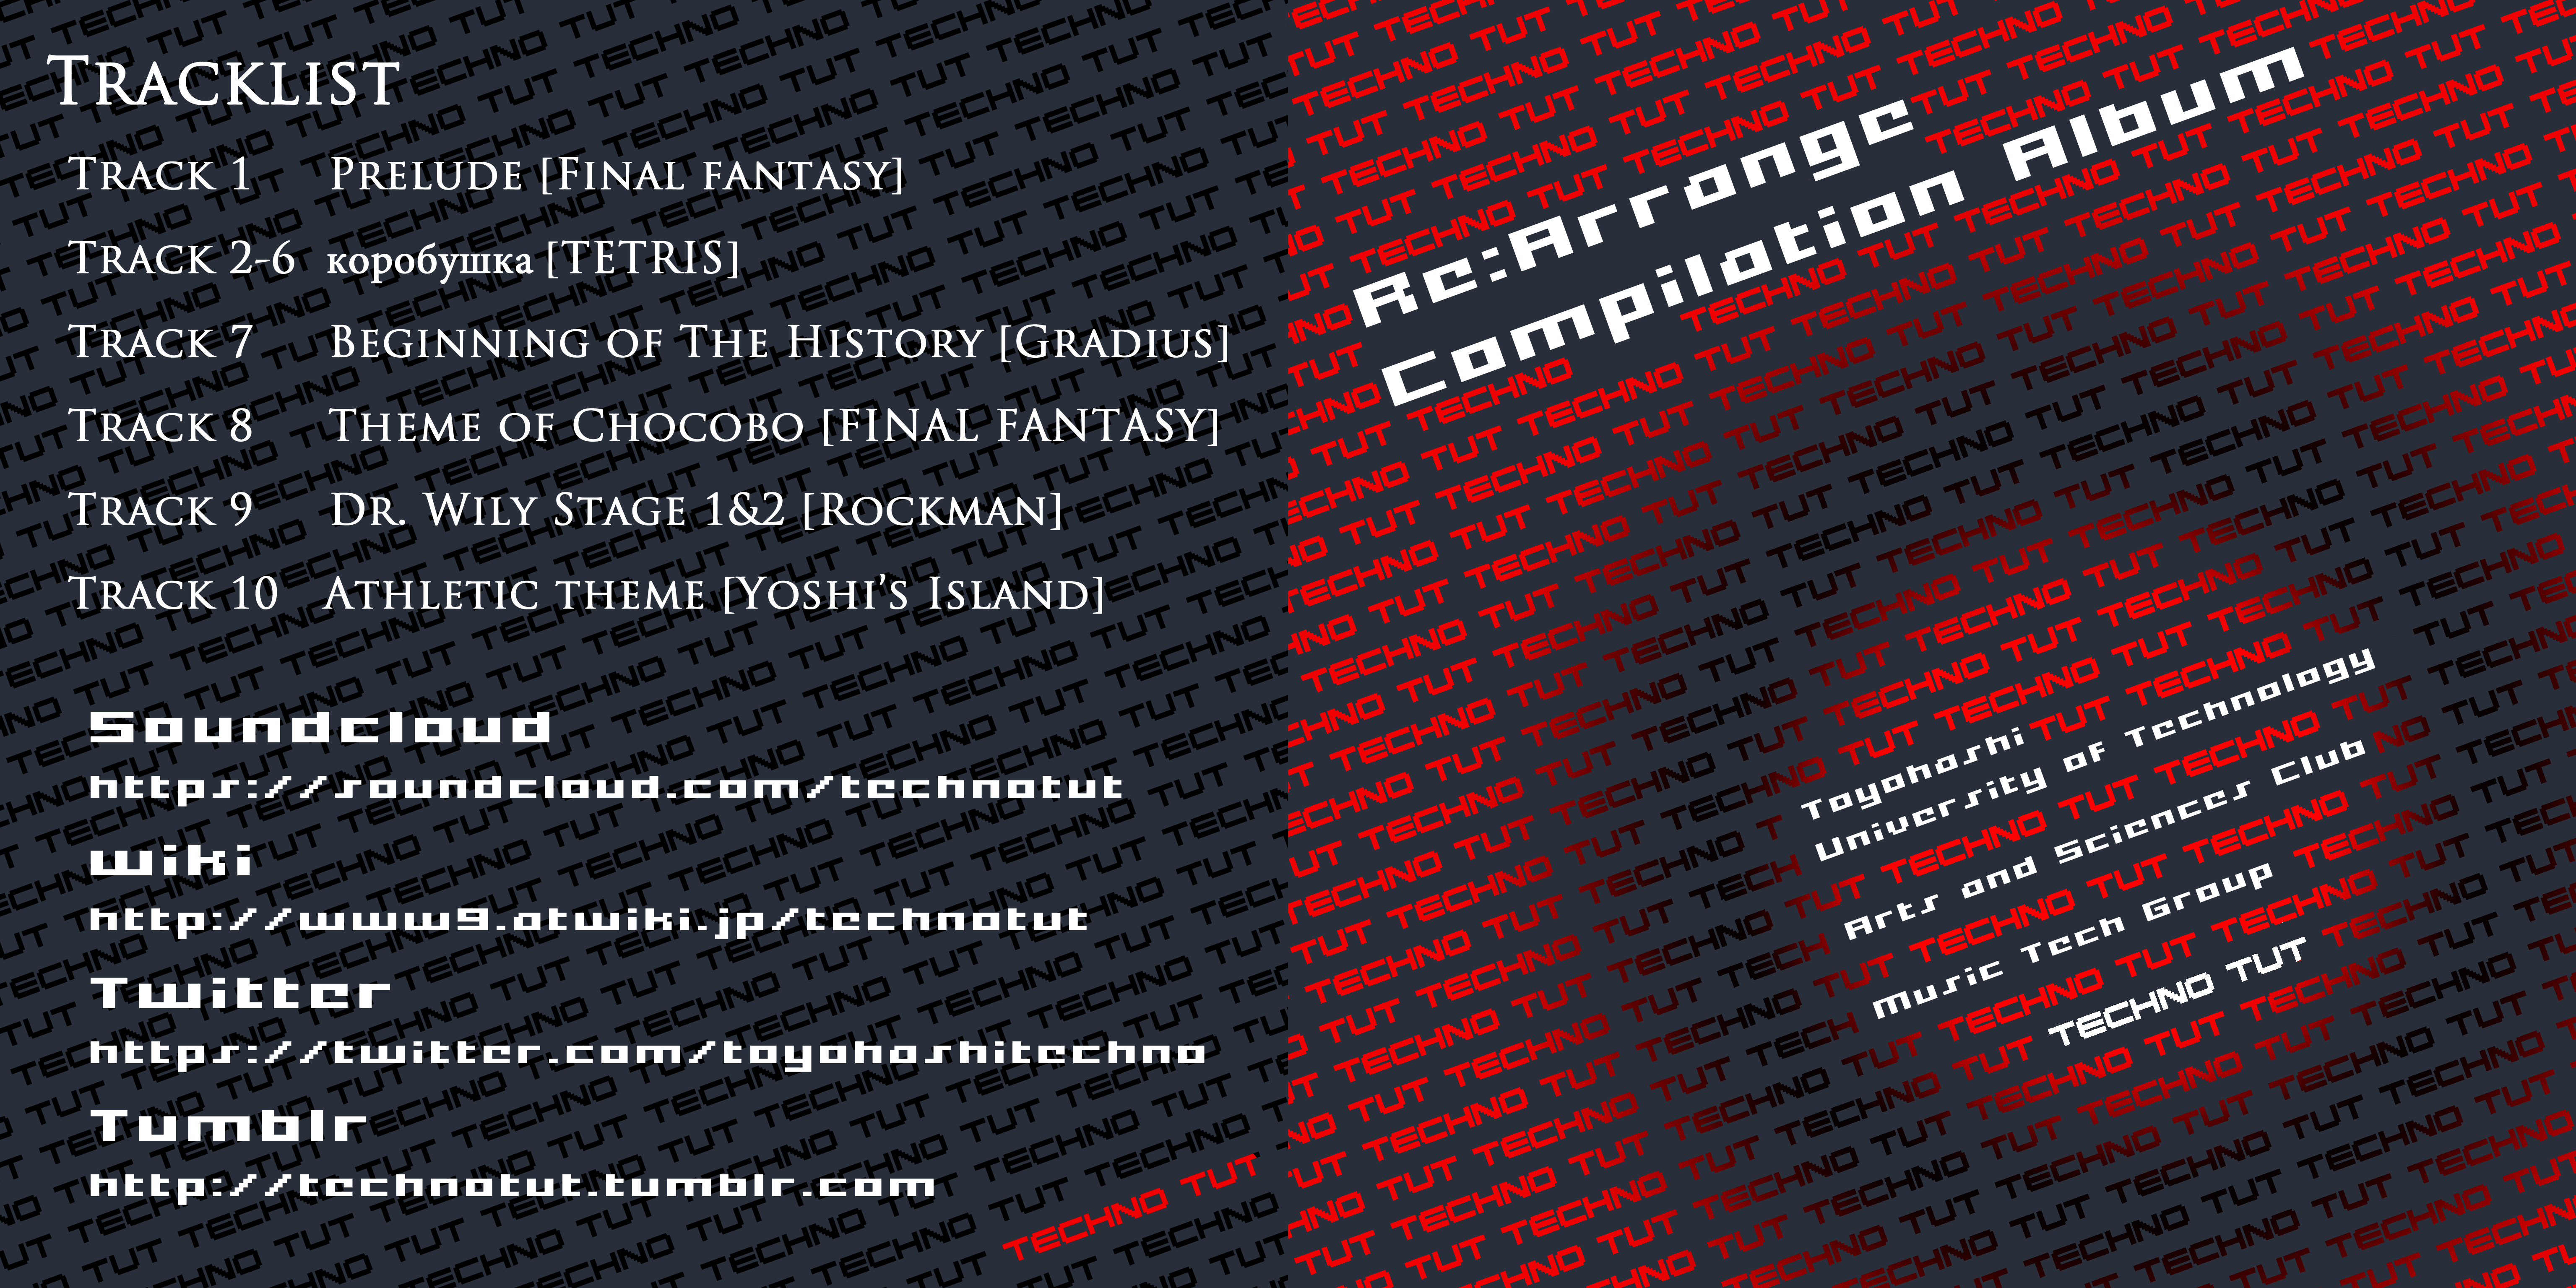 Tracklist
Track 1 Prelude [Final fantasy]
Track 2-6 коробушка [TETRIS]
Track 7 Beginning of The History [Gradius]
Track 8 Theme of Chocobo [FINAL FANTASY]
Track 9 Dr. Wily Stage 1&2 [Rockman]
Track 10 Athletic theme [Yoshi's Island]
Soundcloud
https://soundcloud.com/technotut
wiki
http://www9.atwiki.jp/technotut
Twitter
https://twitter.com/toyohashitechno
Tumblr
http://technotut.tumblr.com
TECHNO TUT
Re:Arrange
Compilation Album
Toyohashi
University of Technology
Arts and Sciences Club
Music Tech Group
TECHNO TUT